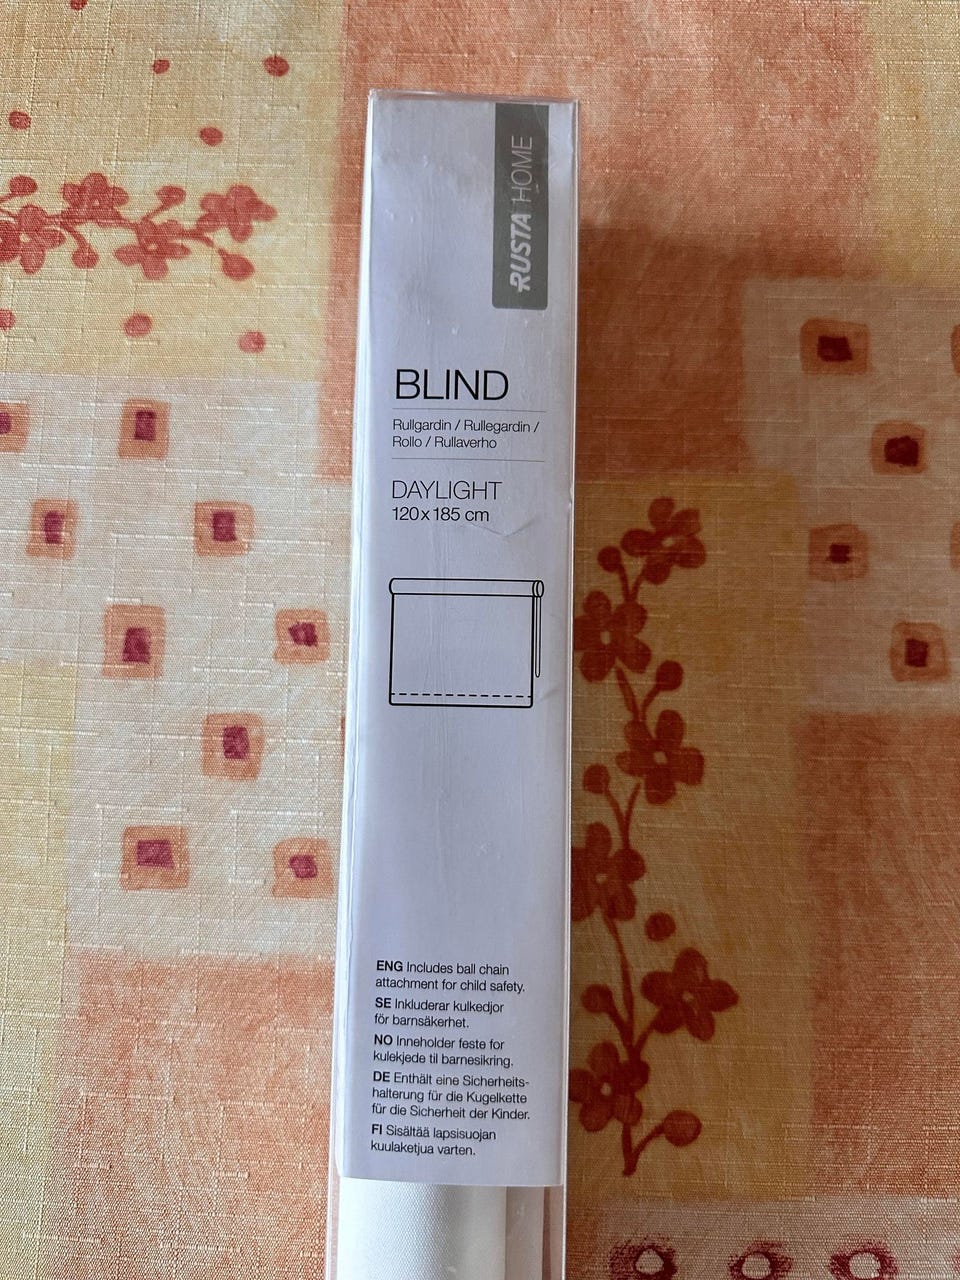 RUSTA HOME
BLIND
Rullgardin / Rullegardin /
Rollo / Rullaverho
DAYLIGHT
120x185 cm
ENG Includes ball chain
attachment for child safety.
SE Inkluderar kulkedjor
för barnsäkerhet.
NO Inneholder feste for
kulekjede til barnesikring.
DE Enthält eine Sicherheits-
halterung für die Kugelkette
für die Sicherheit der Kinder.
FI Sisältää lapsisuojan
kuulaketjua varten.